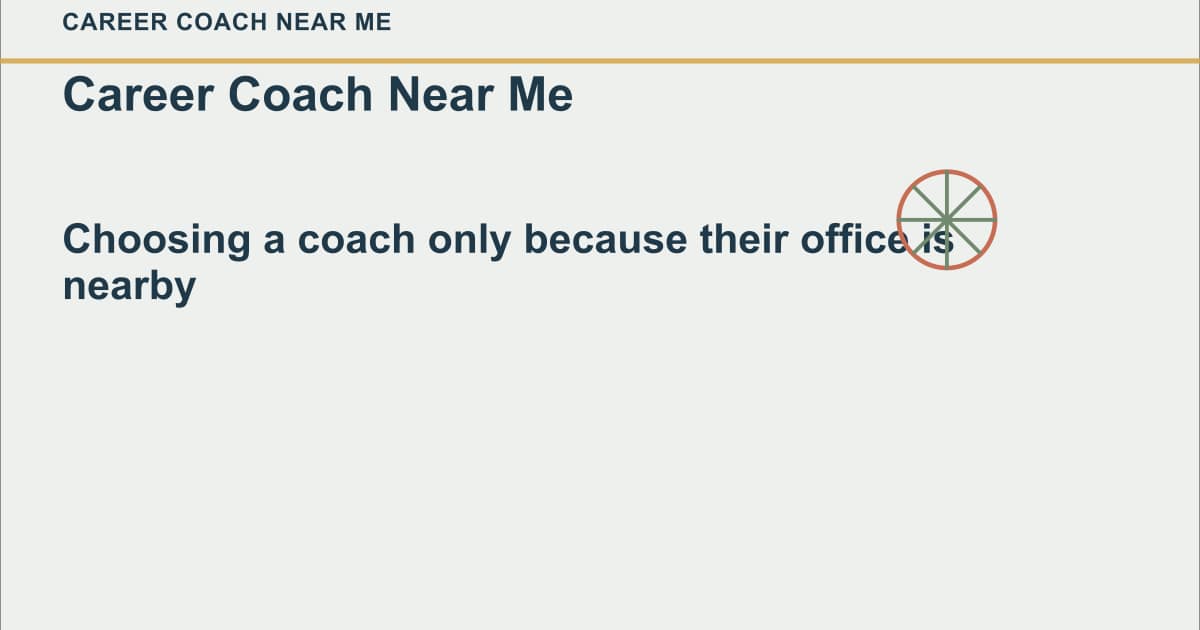 CAREER COACH NEAR ME
Career Coach Near Me
Choosing a coach only because their office is
nearby